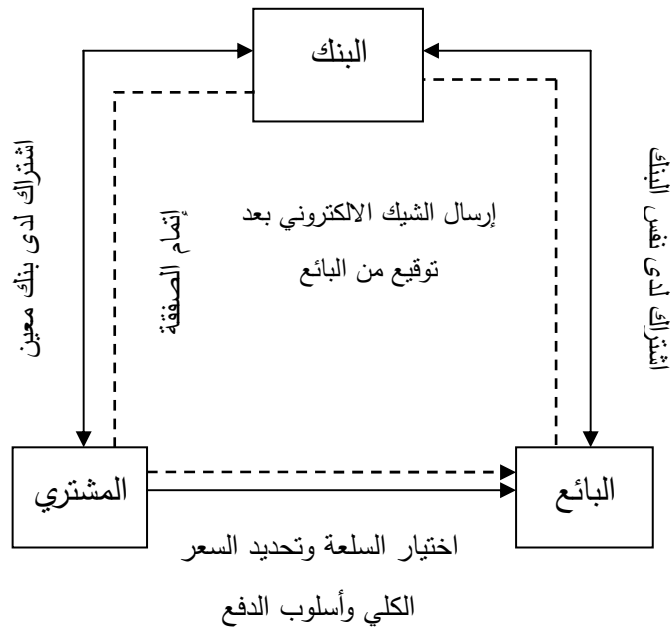 البنك
اشتراك لدى نفس البنك
إرسال الشيك الالكتروني بعد
توقيع من البائع
إتمام الصفقة
اشتراك لدى بنك معين
البائع
المشتري
اختيار السلعة وتحديد السعر
الكلي وأسلوب الدفع